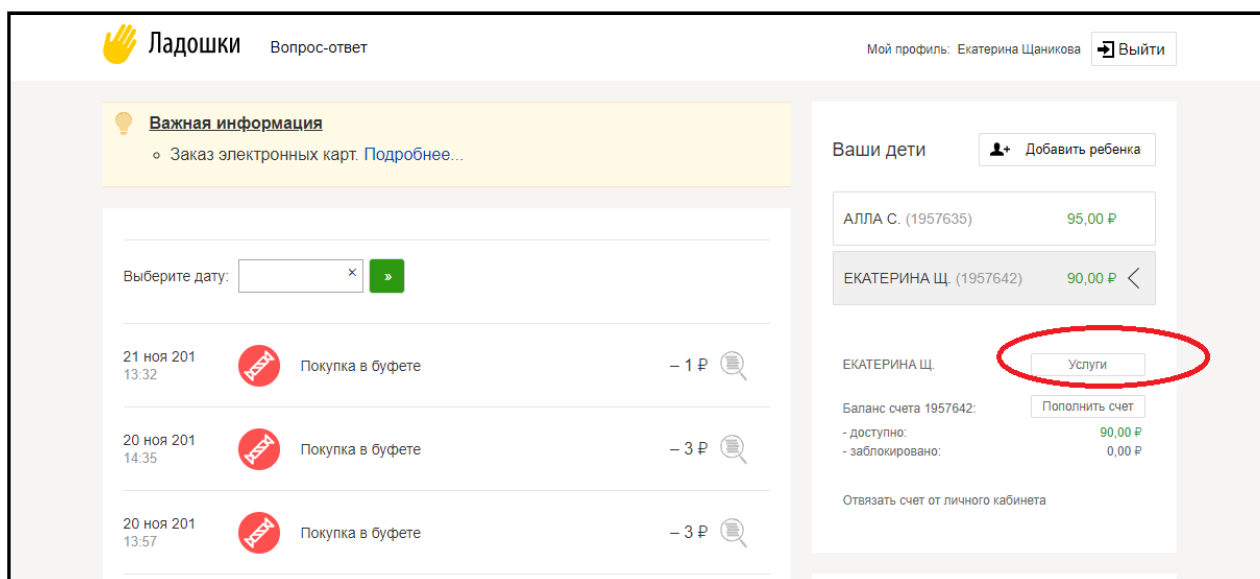 Ладошки
Вопрос-ответ
Мой профиль: Екатерина Щаникова
Выйти
Важная информация
Заказ электронных карт. Подробнее...
Выберите дату:
×
»
21 ноя 201
13:32
Покупка в буфете
– 1 ₽
20 ноя 201
14:35
Покупка в буфете
– 3 ₽
20 ноя 201
13:57
Покупка в буфете
– 3 ₽
Ваши дети
Добавить ребенка
АЛЛА С. (1957635) 95,00 ₽
ЕКАТЕРИНА Щ. (1957642) 90,00 ₽
ЕКАТЕРИНА Щ.
Услуги
Баланс счета 1957642:
Пополнить счет
- доступно: 90,00 ₽
- заблокировано: 0,00 ₽
Отвязать счет от личного кабинета